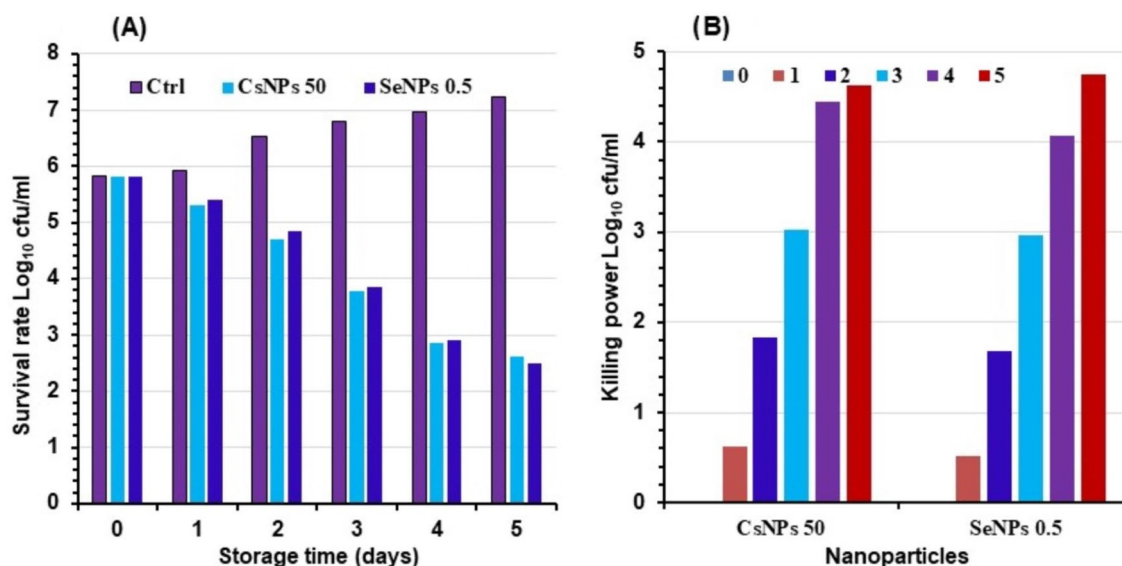 (A)
Survival rate Log₁₀ cfu/ml
8
7
6
5
4
3
2
1
0
Ctrl CsNPs 50 SeNPs 0.5
0 1 2 3 4 5
Storage time (days)
(B)
Killing power Log₁₀ cfu/ml
5
4
3
2
1
0
0 1 2 3 4 5
CsNPs 50 SeNPs 0.5
Nanoparticles